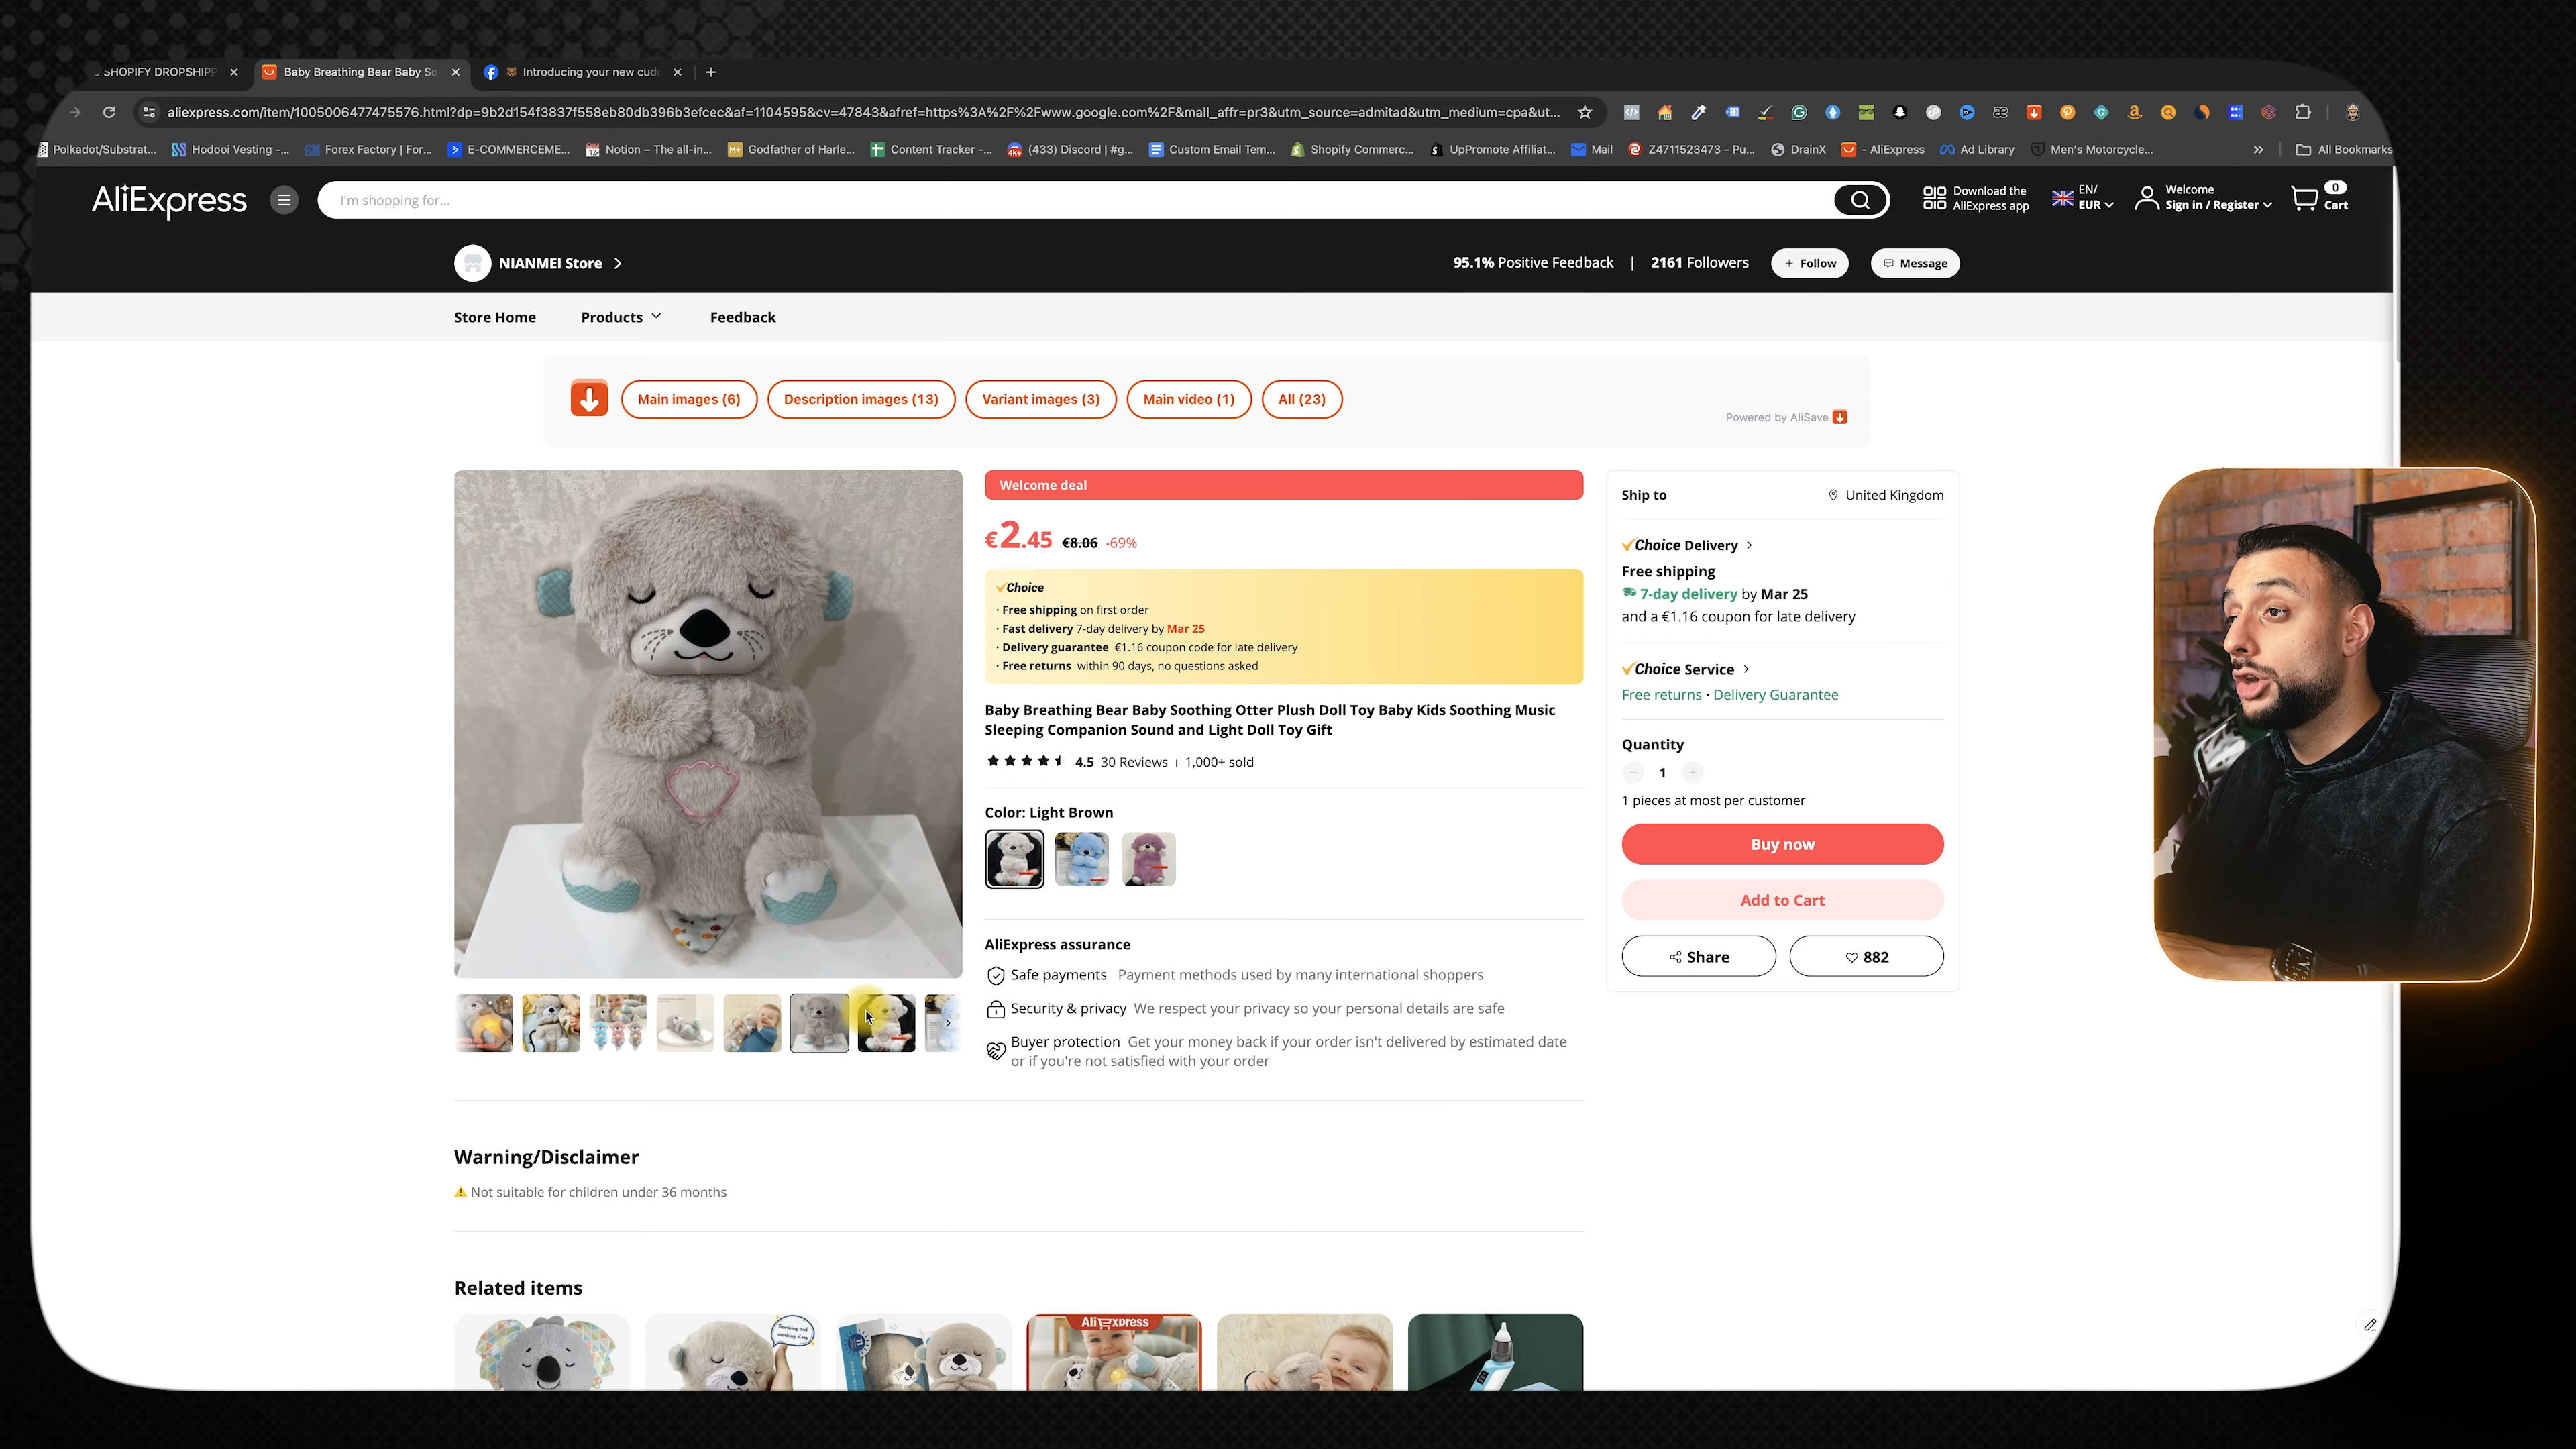 SHOPIFY DROPSHIPP
Baby Breathing Bear Baby So
Introducing your new cudd
aliexpress.com/item/1005006477475576.html?dp=9b2d154f3837f558eb80db396b3efcec&af=1104595&cv=47843&afref=https%3A%2F%2Fwww.google.com%2F&mall_affr=pr3&utm_source=admitad&utm_medium=cpa&ut...
Polkadot/Substrat...
Hodooi Vesting -...
Forex Factory | For...
E-COMMERCEME...
Notion – The all-in...
Godfather of Harle...
Content Tracker -...
(433) Discord | #g...
Custom Email Tem...
Shopify Commerc...
UpPromote Affiliat...
Mail
Z4711523473 - Pu...
DrainX
- AliExpress
Ad Library
Men's Motorcycle...
All Bookmarks
AliExpress
I'm shopping for...
Download the
AliExpress app
EN/
EUR
Welcome
Sign in / Register
0
Cart
NIANMEI Store
95.1% Positive Feedback | 2161 Followers
+ Follow
Message
Store Home
Products
Feedback
Main images (6)
Description images (13)
Variant images (3)
Main video (1)
All (23)
Powered by AliSave
Welcome deal
€2.45 €8.06 -69%
Choice
· Free shipping on first order
· Fast delivery 7-day delivery by Mar 25
· Delivery guarantee €1.16 coupon code for late delivery
· Free returns within 90 days, no questions asked
Baby Breathing Bear Baby Soothing Otter Plush Doll Toy Baby Kids Soothing Music
Sleeping Companion Sound and Light Doll Toy Gift
4.5 30 Reviews | 1,000+ sold
Color: Light Brown
AliExpress assurance
Safe payments Payment methods used by many international shoppers
Security & privacy We respect your privacy so your personal details are safe
Buyer protection Get your money back if your order isn't delivered by estimated date
or if you're not satisfied with your order
Ship to
United Kingdom
Choice Delivery
Free shipping
7-day delivery by Mar 25
and a €1.16 coupon for late delivery
Choice Service
Free returns · Delivery Guarantee
Quantity
1
1 pieces at most per customer
Buy now
Add to Cart
Share
882
Warning/Disclaimer
Not suitable for children under 36 months
Related items
AliExpress